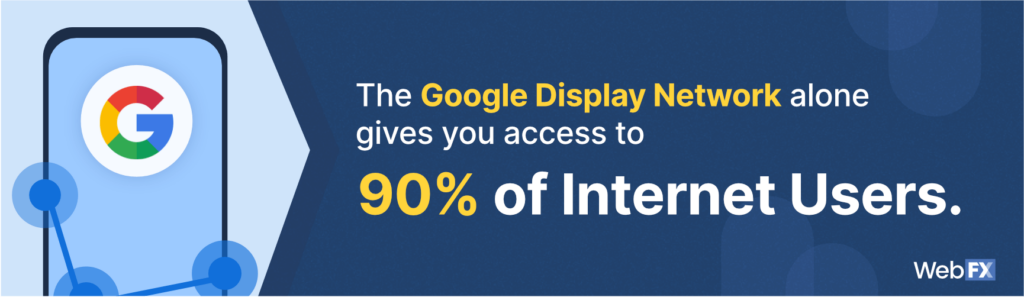 The Google Display Network alone
gives you access to
90% of Internet Users.
WebFX